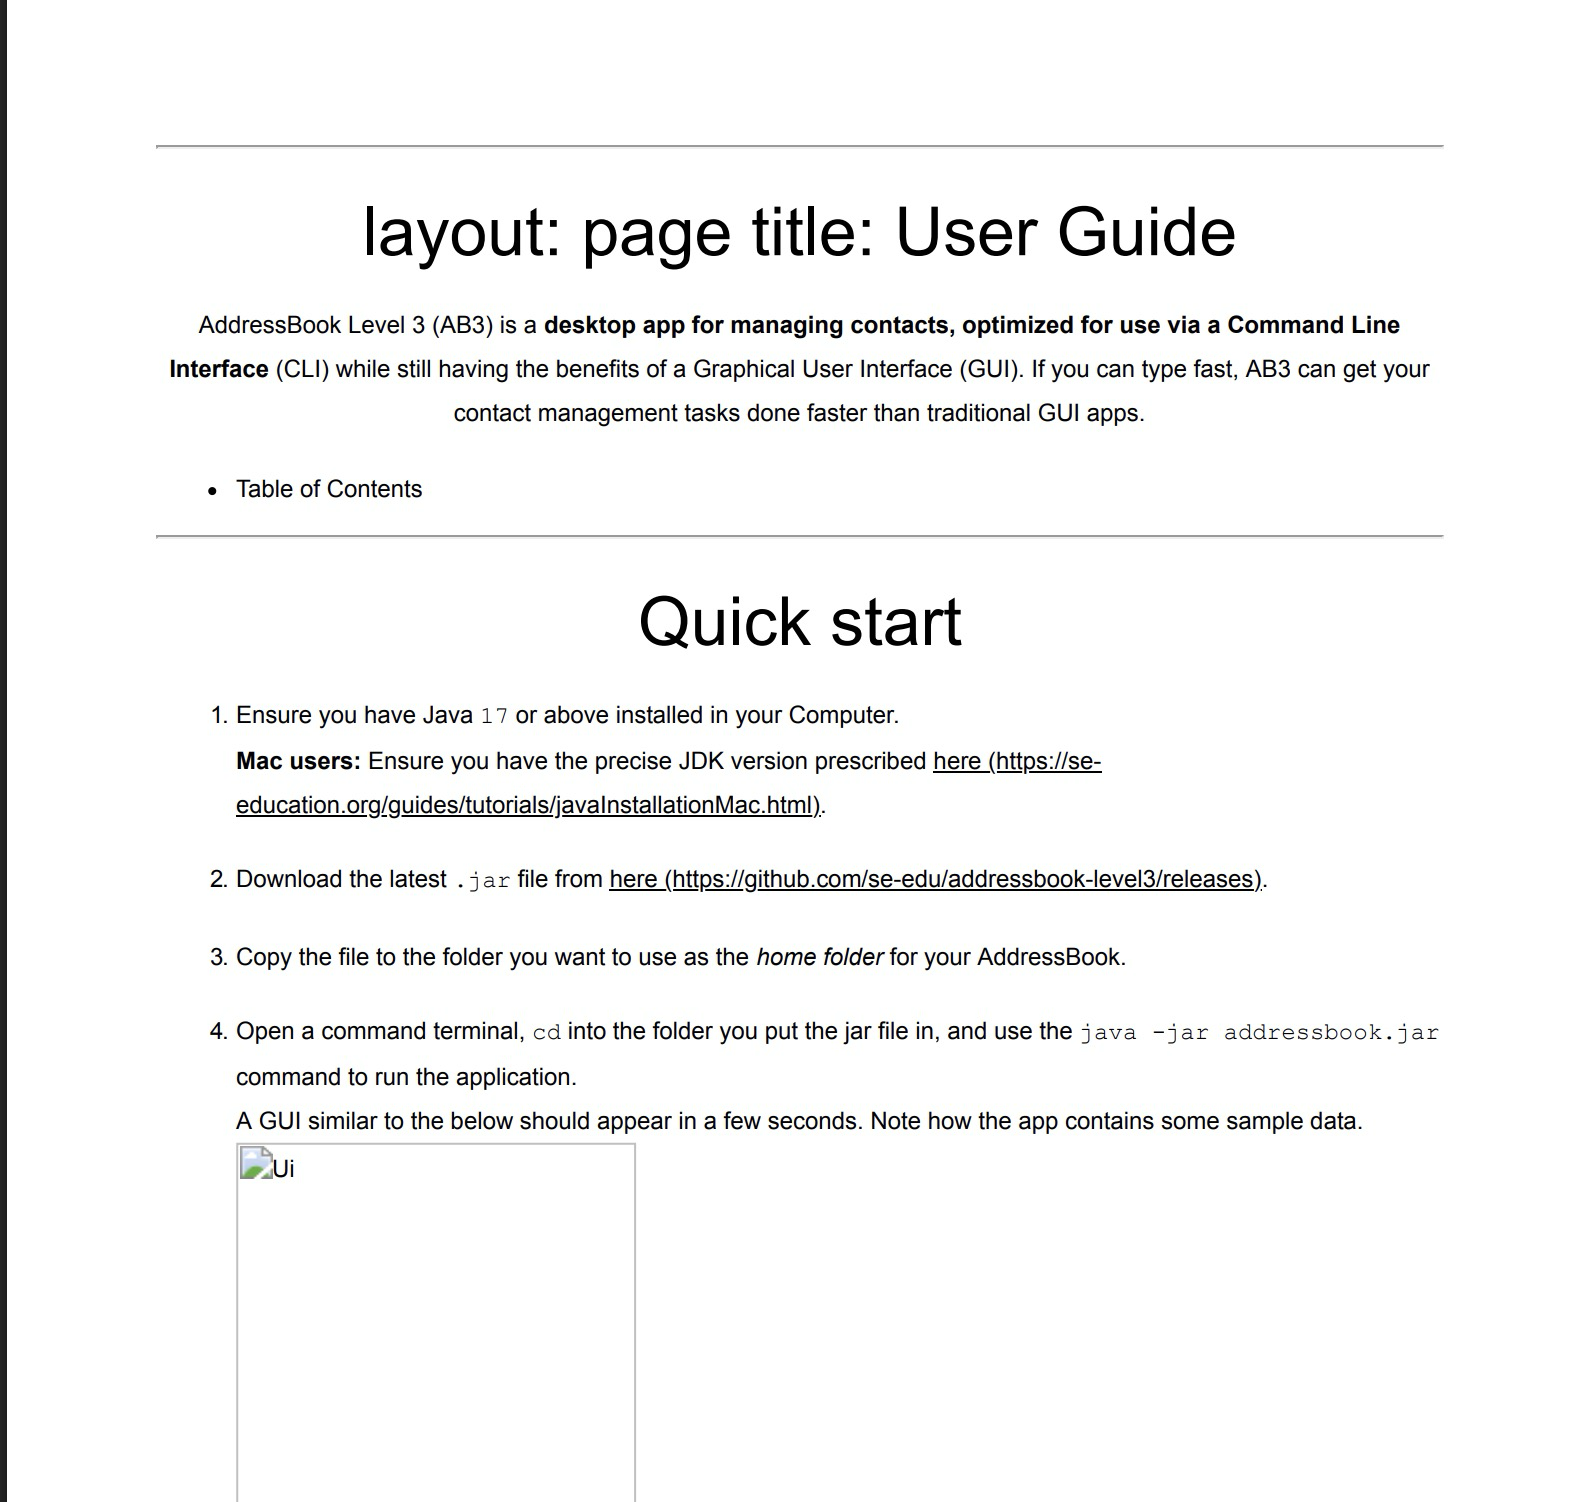 layout: page title: User Guide
AddressBook Level 3 (AB3) is a desktop app for managing contacts, optimized for use via a Command Line
Interface (CLI) while still having the benefits of a Graphical User Interface (GUI). If you can type fast, AB3 can get your
contact management tasks done faster than traditional GUI apps.
• Table of Contents
Quick start
1. Ensure you have Java 17 or above installed in your Computer.
Mac users: Ensure you have the precise JDK version prescribed here (https://se-
education.org/guides/tutorials/javaInstallationMac.html).
2. Download the latest .jar file from here (https://github.com/se-edu/addressbook-level3/releases).
3. Copy the file to the folder you want to use as the home folder for your AddressBook.
4. Open a command terminal, cd into the folder you put the jar file in, and use the java -jar addressbook.jar
command to run the application.
A GUI similar to the below should appear in a few seconds. Note how the app contains some sample data.
Ui